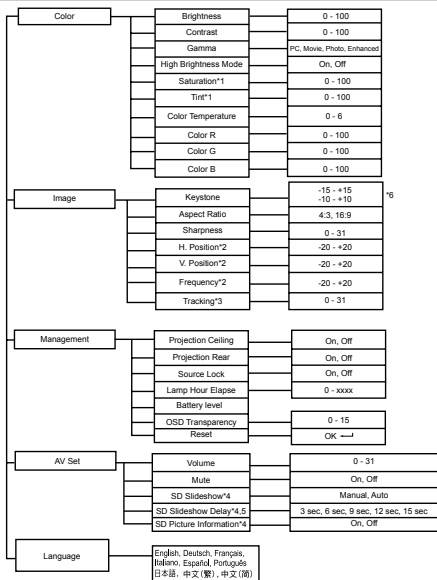 Color
Brightness 0 - 100
Contrast 0 - 100
Gamma PC, Movie, Photo, Enhanced
High Brightness Mode On, Off
Saturation*1 0 - 100
Tint*1 0 - 100
Color Temperature 0 - 6
Color R 0 - 100
Color G 0 - 100
Color B 0 - 100
Image
Keystone -15 - +15
-10 - +10 *6
Aspect Ratio 4:3, 16:9
Sharpness 0 - 31
H. Position*2 -20 - +20
V. Position*2 -20 - +20
Frequency*2 -20 - +20
Tracking*3 0 - 31
Management
Projection Ceiling On, Off
Projection Rear On, Off
Source Lock On, Off
Lamp Hour Elapse 0 - xxxx
Battery level
OSD Transparency 0 - 15
Reset OK
AV Set
Volume 0 - 31
Mute On, Off
SD Slideshow*4 Manual, Auto
SD Slideshow Delay*4,5 3 sec, 6 sec, 9 sec, 12 sec, 15 sec
SD Picture Information*4 On, Off
Language
English, Deutsch, Français,
Italiano, Español, Português
日本語, 中文(繁), 中文(简)